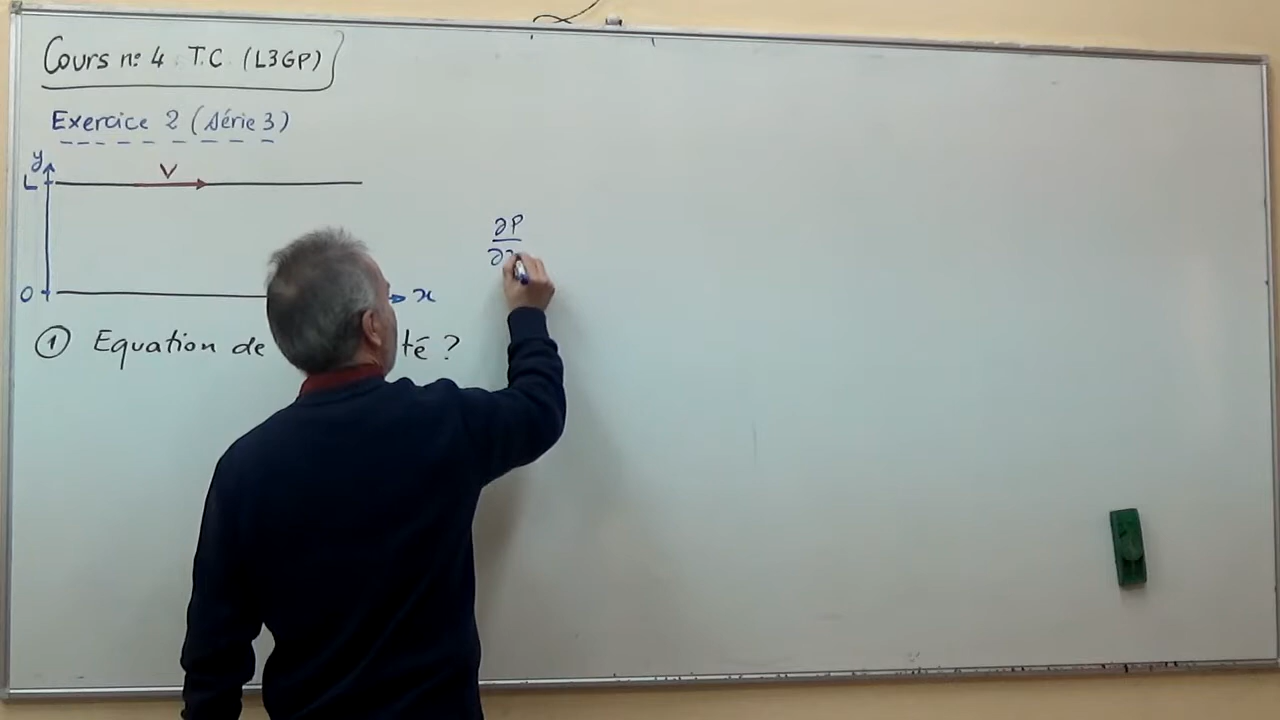 Cours n° 4 T.C (L3GP)
Exercice 2 (série 3)
y
L
V
∂P
∂
0
x
① Equation de té ?